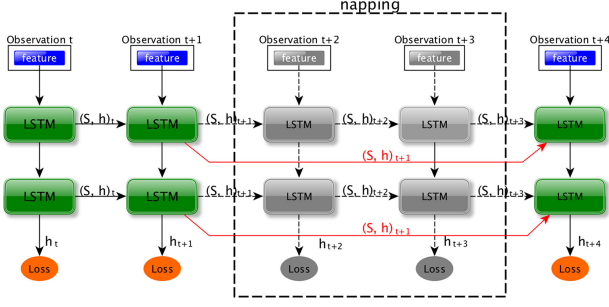 napping
Observation t
Observation t+1
Observation t+2
Observation t+3
Observation t+4
feature
feature
feature
feature
feature
LSTM
(S, h)t
LSTM
(S, h)t+1
LSTM
(S, h)t+2
LSTM
(S, h)t+3
LSTM
(S, h)t+1
LSTM
(S, h)t
LSTM
(S, h)t+1
LSTM
(S, h)t+2
LSTM
(S, h)t+3
LSTM
(S, h)t+1
ht
ht+1
ht+2
ht+3
ht+4
Loss
Loss
Loss
Loss
Loss